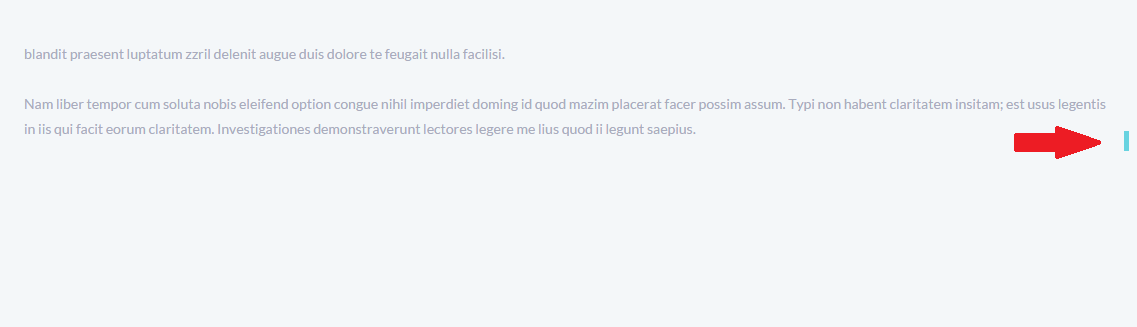 blandit praesent luptatum zzril delenit augue duis dolore te feugait nulla facilisi.
Nam liber tempor cum soluta nobis eleifend option congue nihil imperdiet doming id quod mazim placerat facer possim assum. Typi non habent claritatem insitam; est usus legentis
in iis qui facit eorum claritatem. Investigationes demonstraverunt lectores legere me lius quod ii legunt saepius.